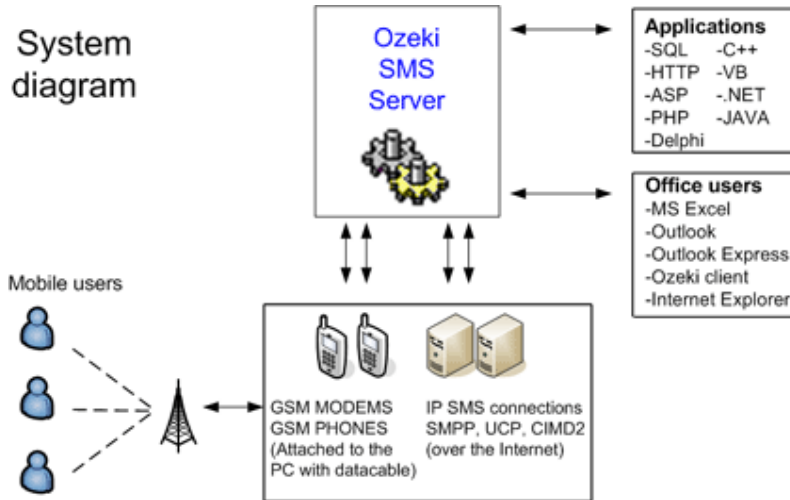 System
diagram
Ozeki
SMS
Server
Applications
-SQL -C++
-HTTP -VB
-ASP -.NET
-PHP -JAVA
-Delphi
Office users
-MS Excel
-Outlook
-Outlook Express
-Ozeki client
-Internet Explorer
Mobile users
GSM MODEMS
GSM PHONES
(Attached to the
PC with datacable)
IP SMS connections
SMPP, UCP, CIMD2
(over the Internet)